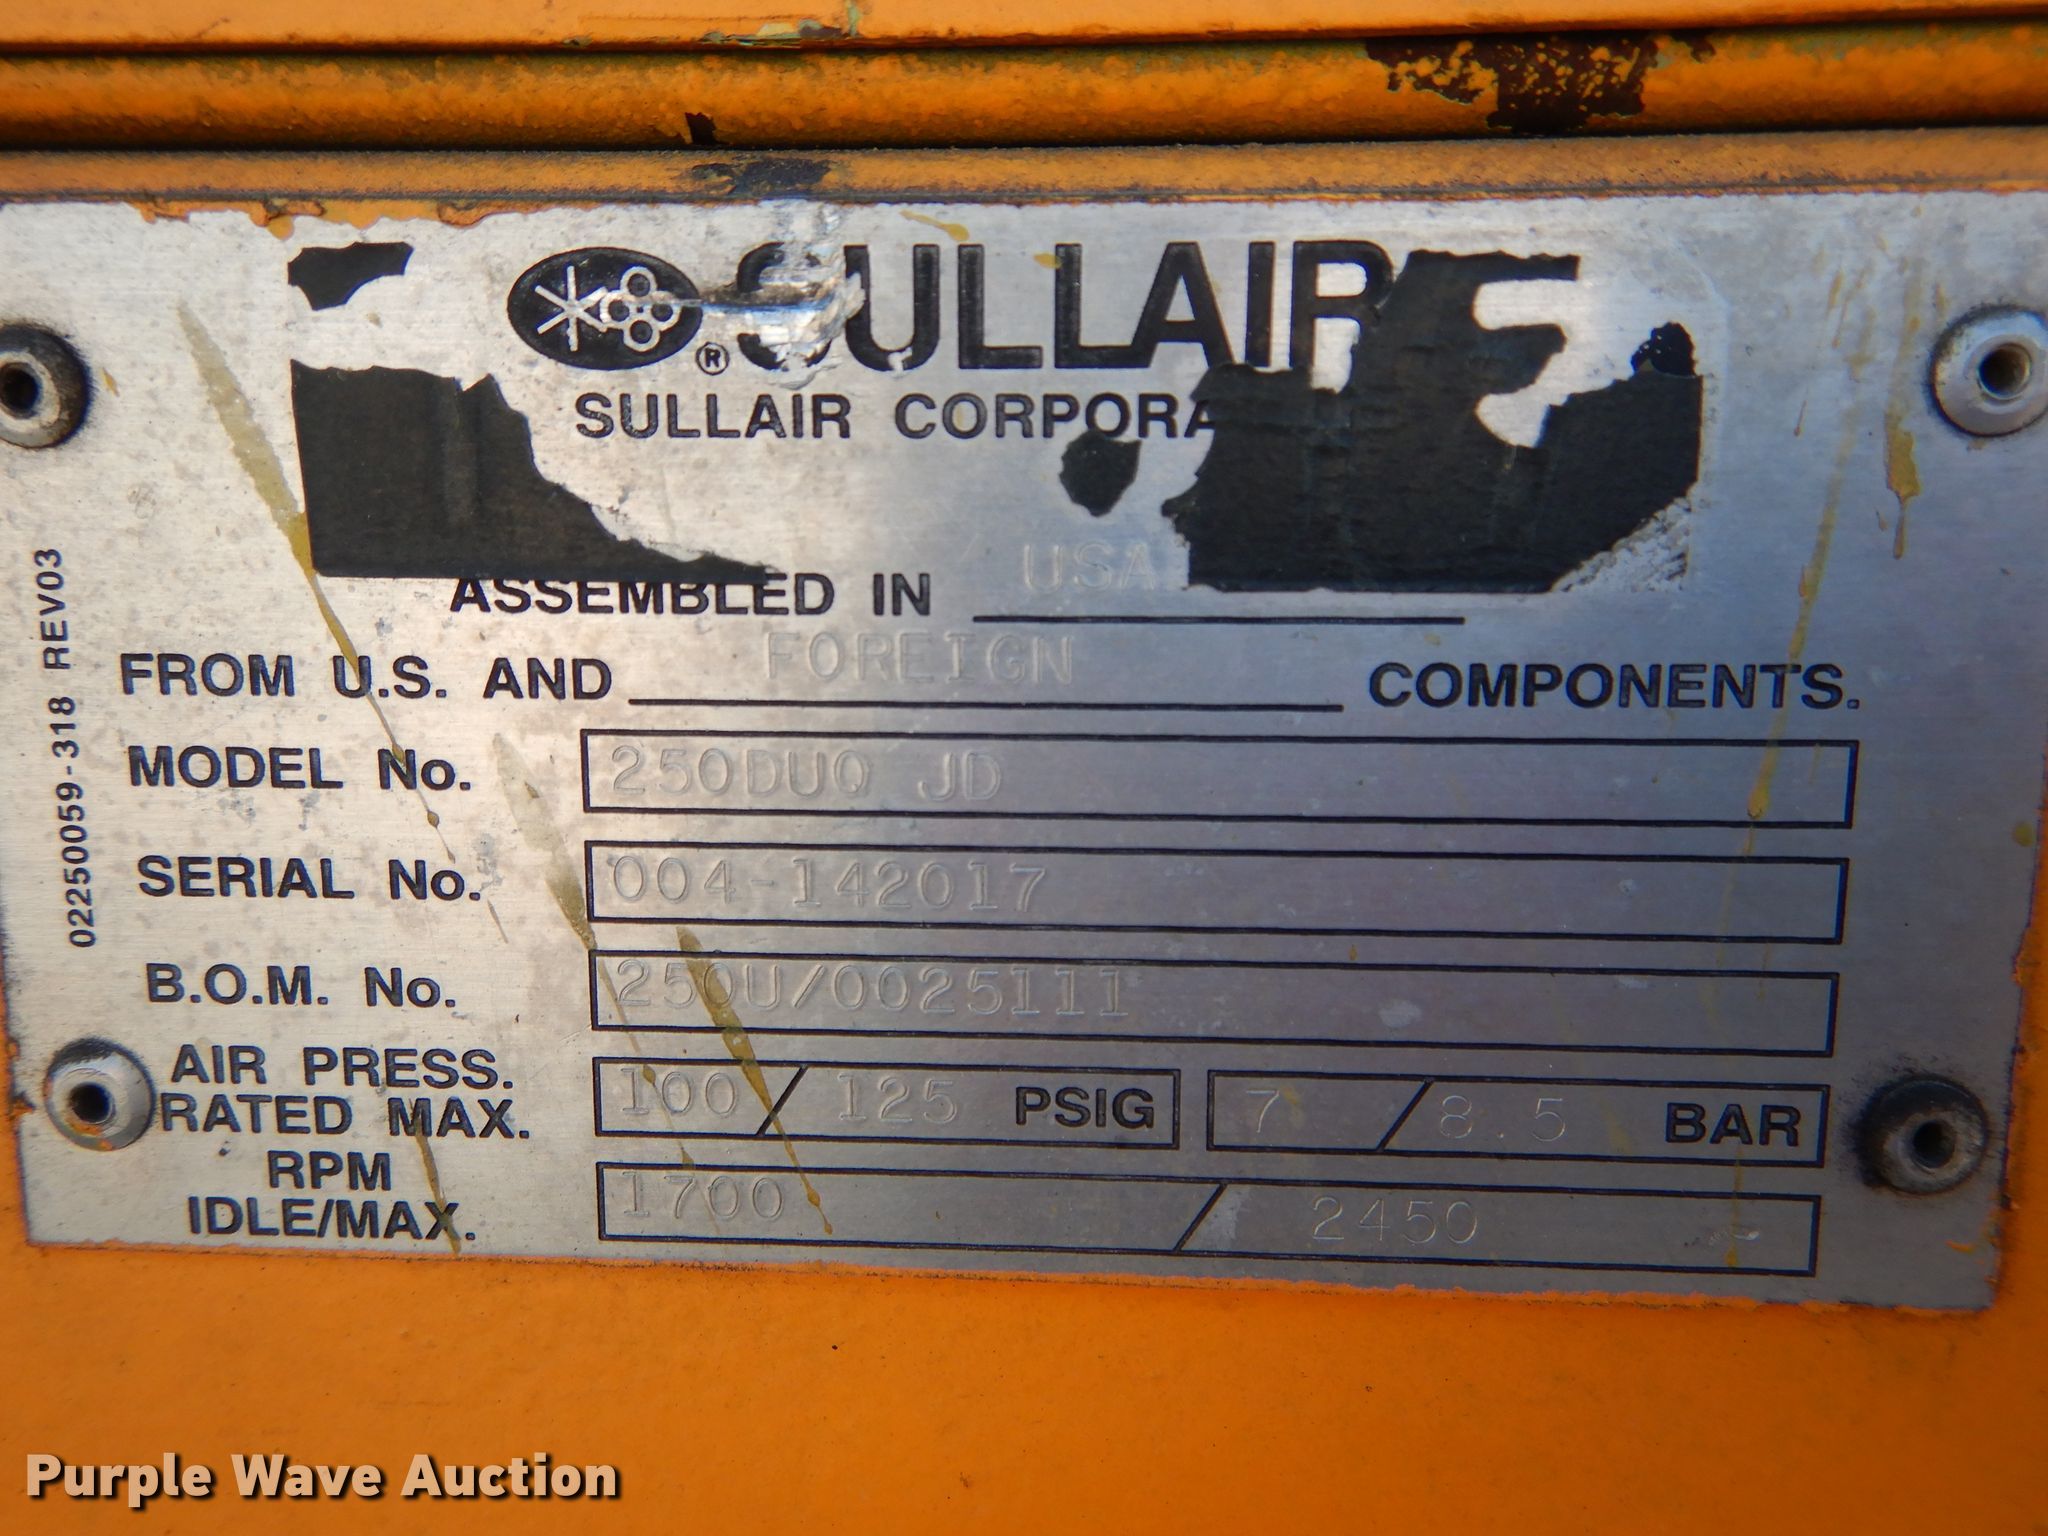 ® SULLAIR
SULLAIR CORPORA
ASSEMBLED IN USA
FROM U.S. AND FOREIGN COMPONENTS.
MODEL No. 250DUQ JD
SERIAL No. 004-142017
B.O.M. No. 250U/0025111
AIR PRESS.
RATED MAX. 100 / 125 PSIG 7 / 8.5 BAR
RPM
IDLE/MAX. 1700 / 2450
02250059-318 REV03
Purple Wave Auction